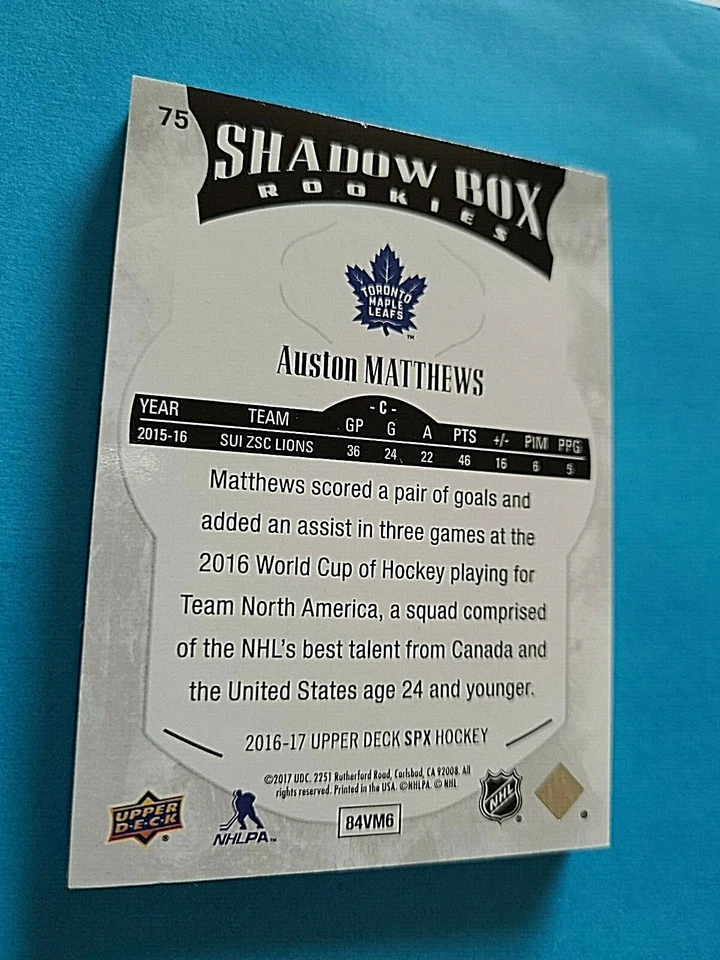 75
SHADOW BOX
ROOKIES
TORONTO
MAPLE
LEAFS
TM
Auston MATTHEWS
- C -
YEAR TEAM GP G A PTS +/- PIM PPG
2015-16 SUI ZSC LIONS 36 24 22 46 16 6 5
Matthews scored a pair of goals and
added an assist in three games at the
2016 World Cup of Hockey playing for
Team North America, a squad comprised
of the NHL's best talent from Canada and
the United States age 24 and younger.
2016-17 UPPER DECK SPX HOCKEY
©2017 UDC. 2251 Rutherford Road, Carlsbad, CA 92008. All
rights reserved. Printed in the USA. ©NHLPA. © NHL
UPPER
D•E•C•K
®
NHLPA™
84VM6
NHL
®
®